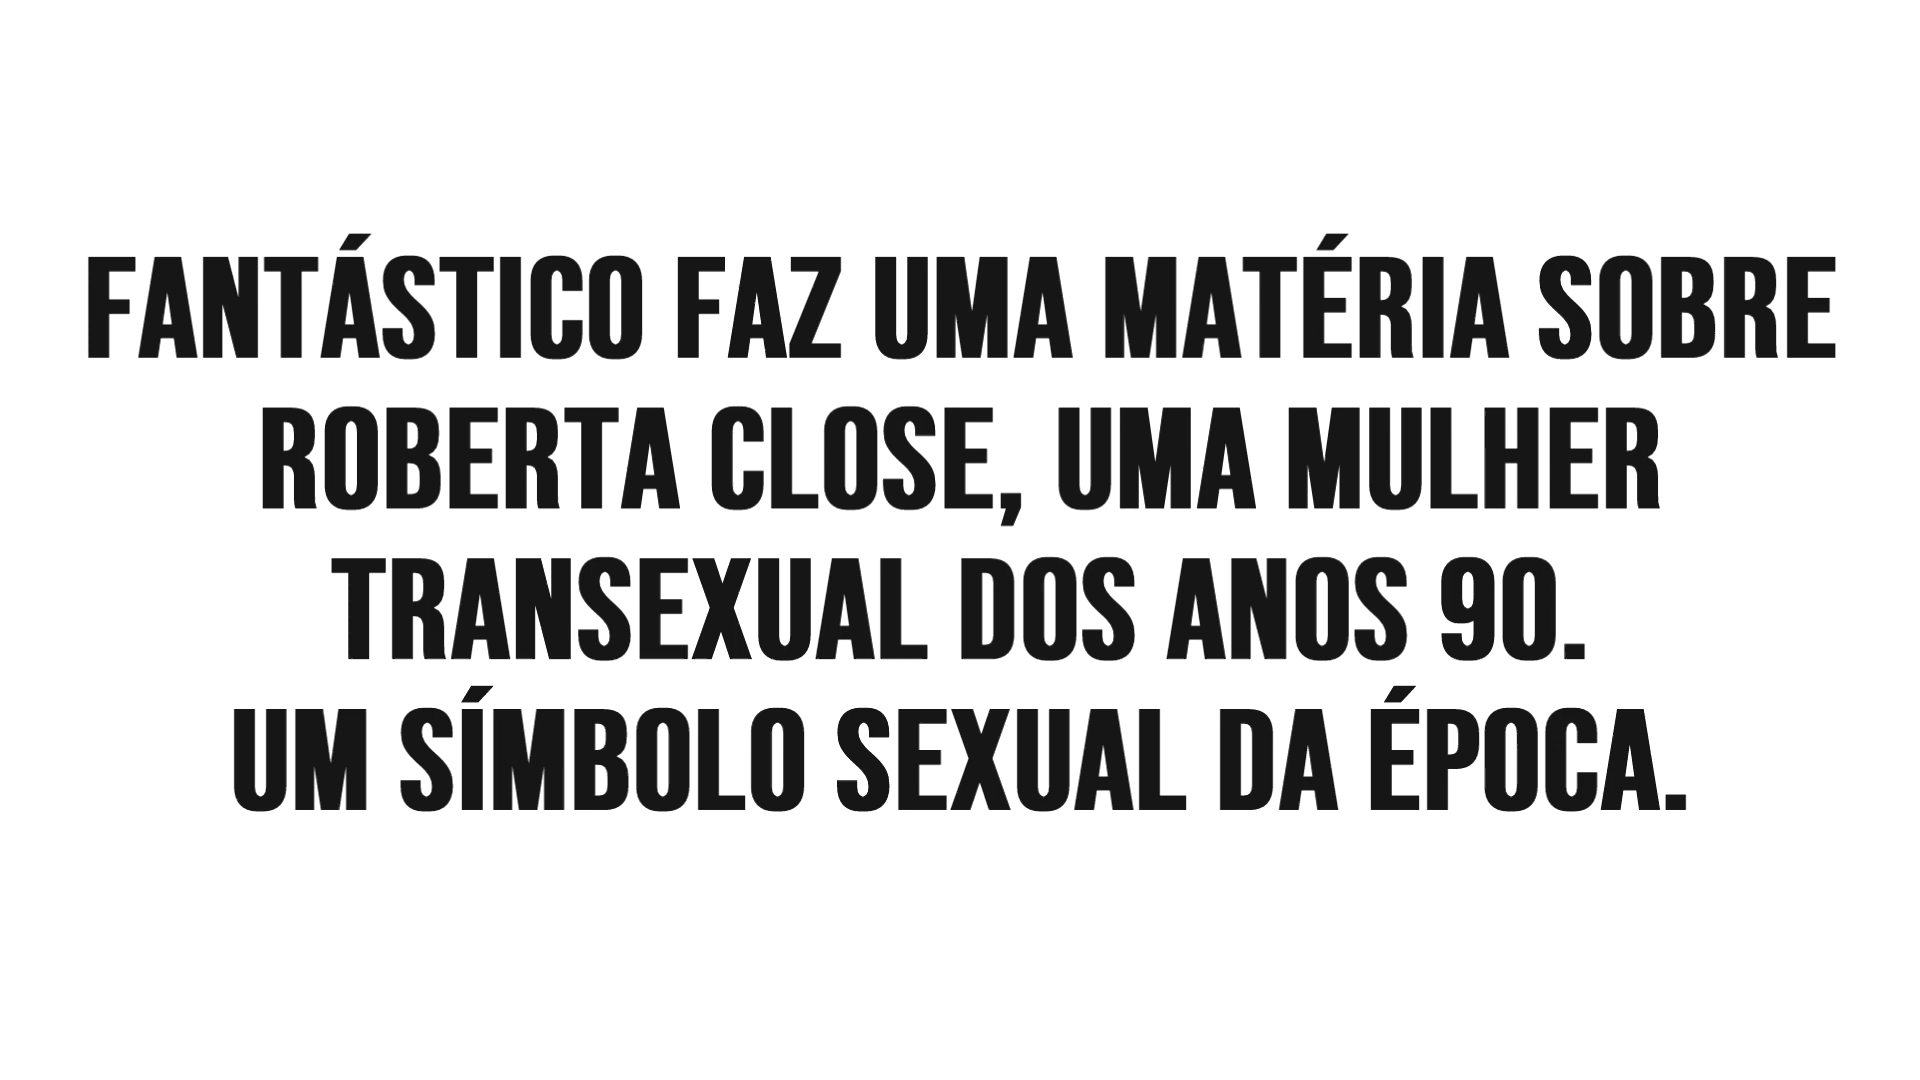 FANTÁSTICO FAZ UMA MATÉRIA SOBRE
ROBERTA CLOSE, UMA MULHER
TRANSEXUAL DOS ANOS 90.
UM SÍMBOLO SEXUAL DA ÉPOCA.